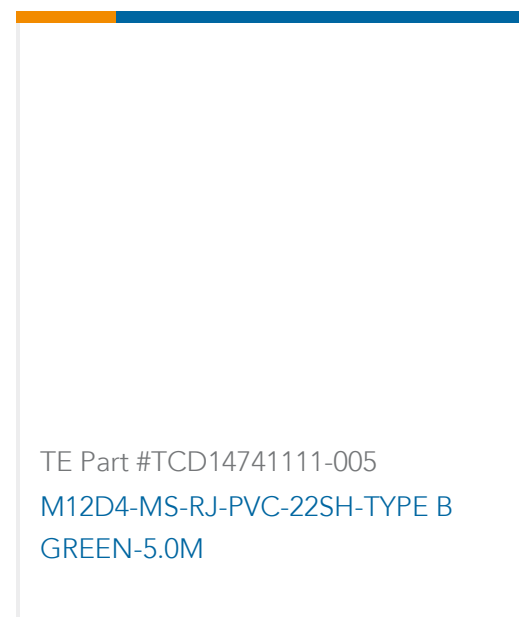 TE Part #TCD14741111-005
M12D4-MS-RJ-PVC-22SH-TYPE B
GREEN-5.0M